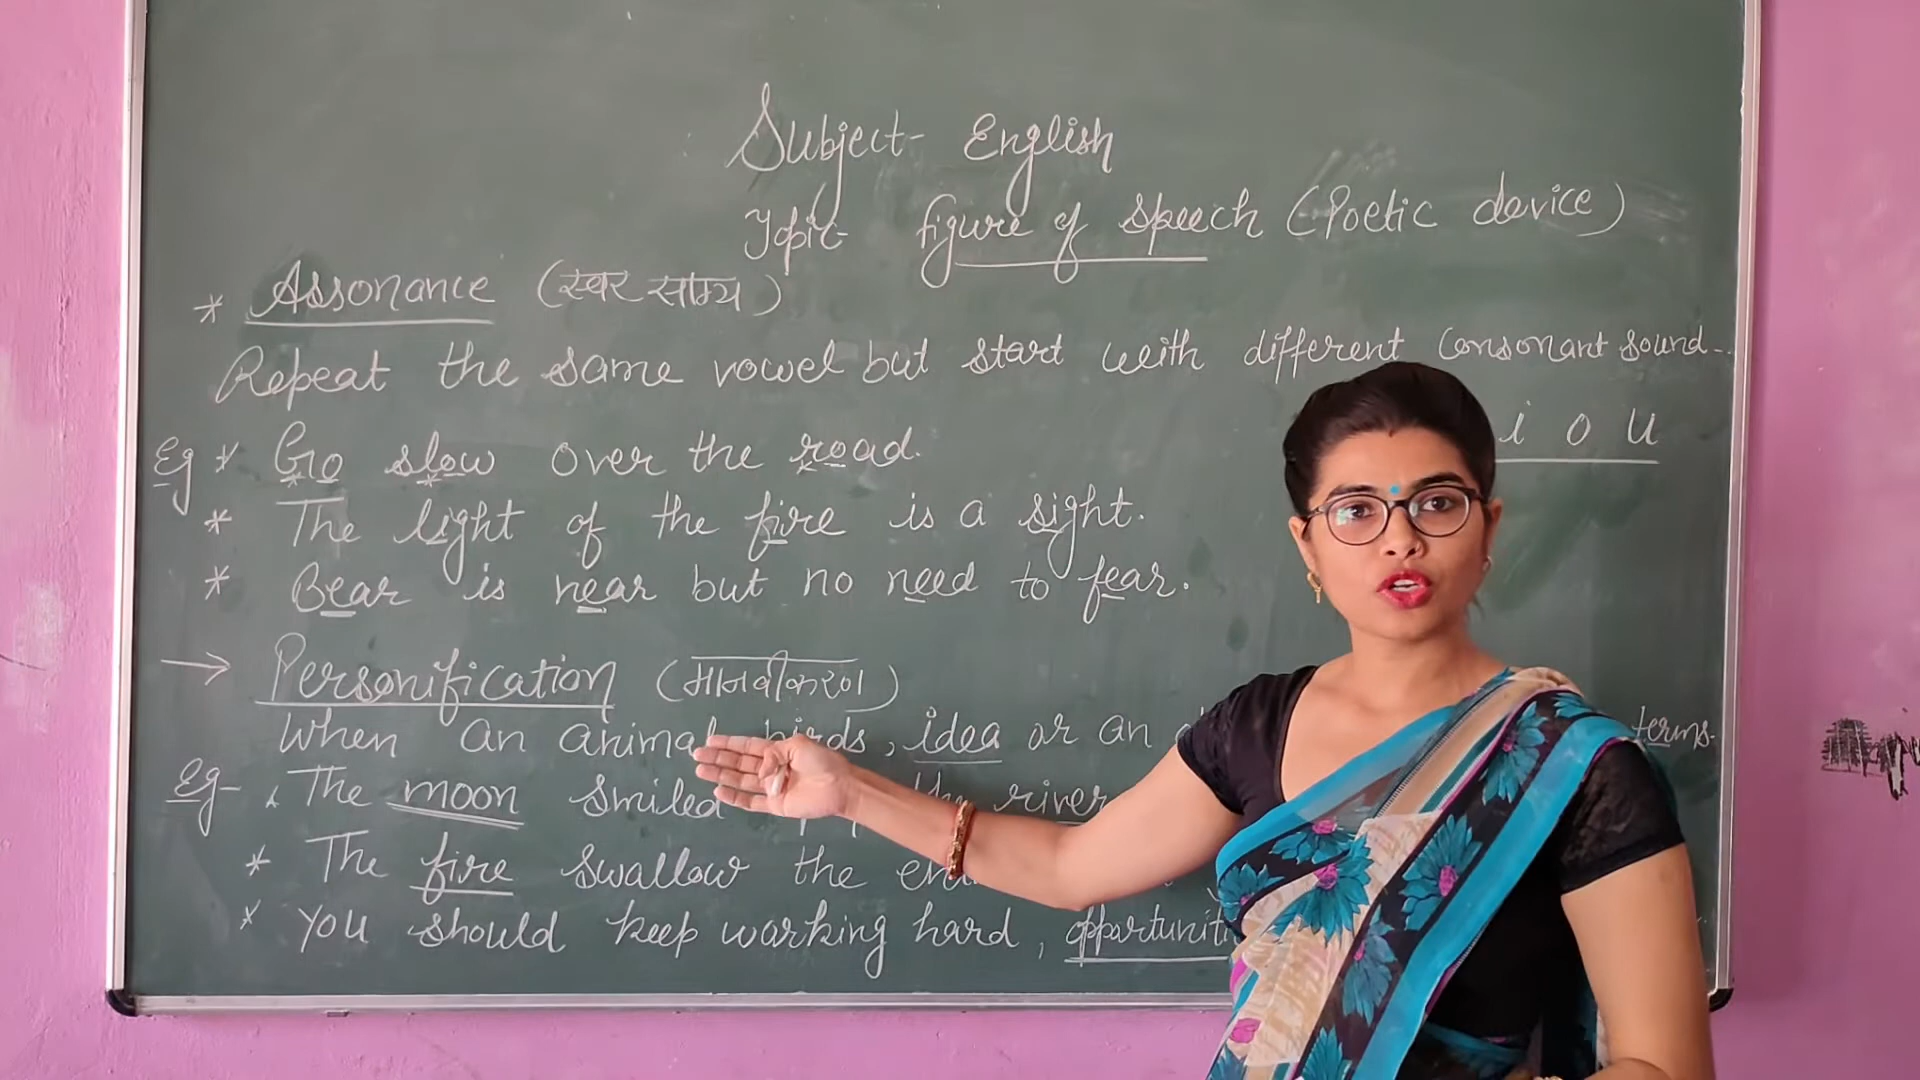 Subject- English
Topic- figure of speech (Poetic device)
* Assonance (स्वर साम्य)
Repeat the same vowel but start with different consonant sound-.
i o u
Eg * Go slow over the road.
* The light of the fire is a sight.
* Bear is near but no need to fear.
→ Personification (मानवीकरण)
When an animal birds, idea or an terms.
Eg- * The moon smiled the river
* The fire swallow the
* You should keep working hard,